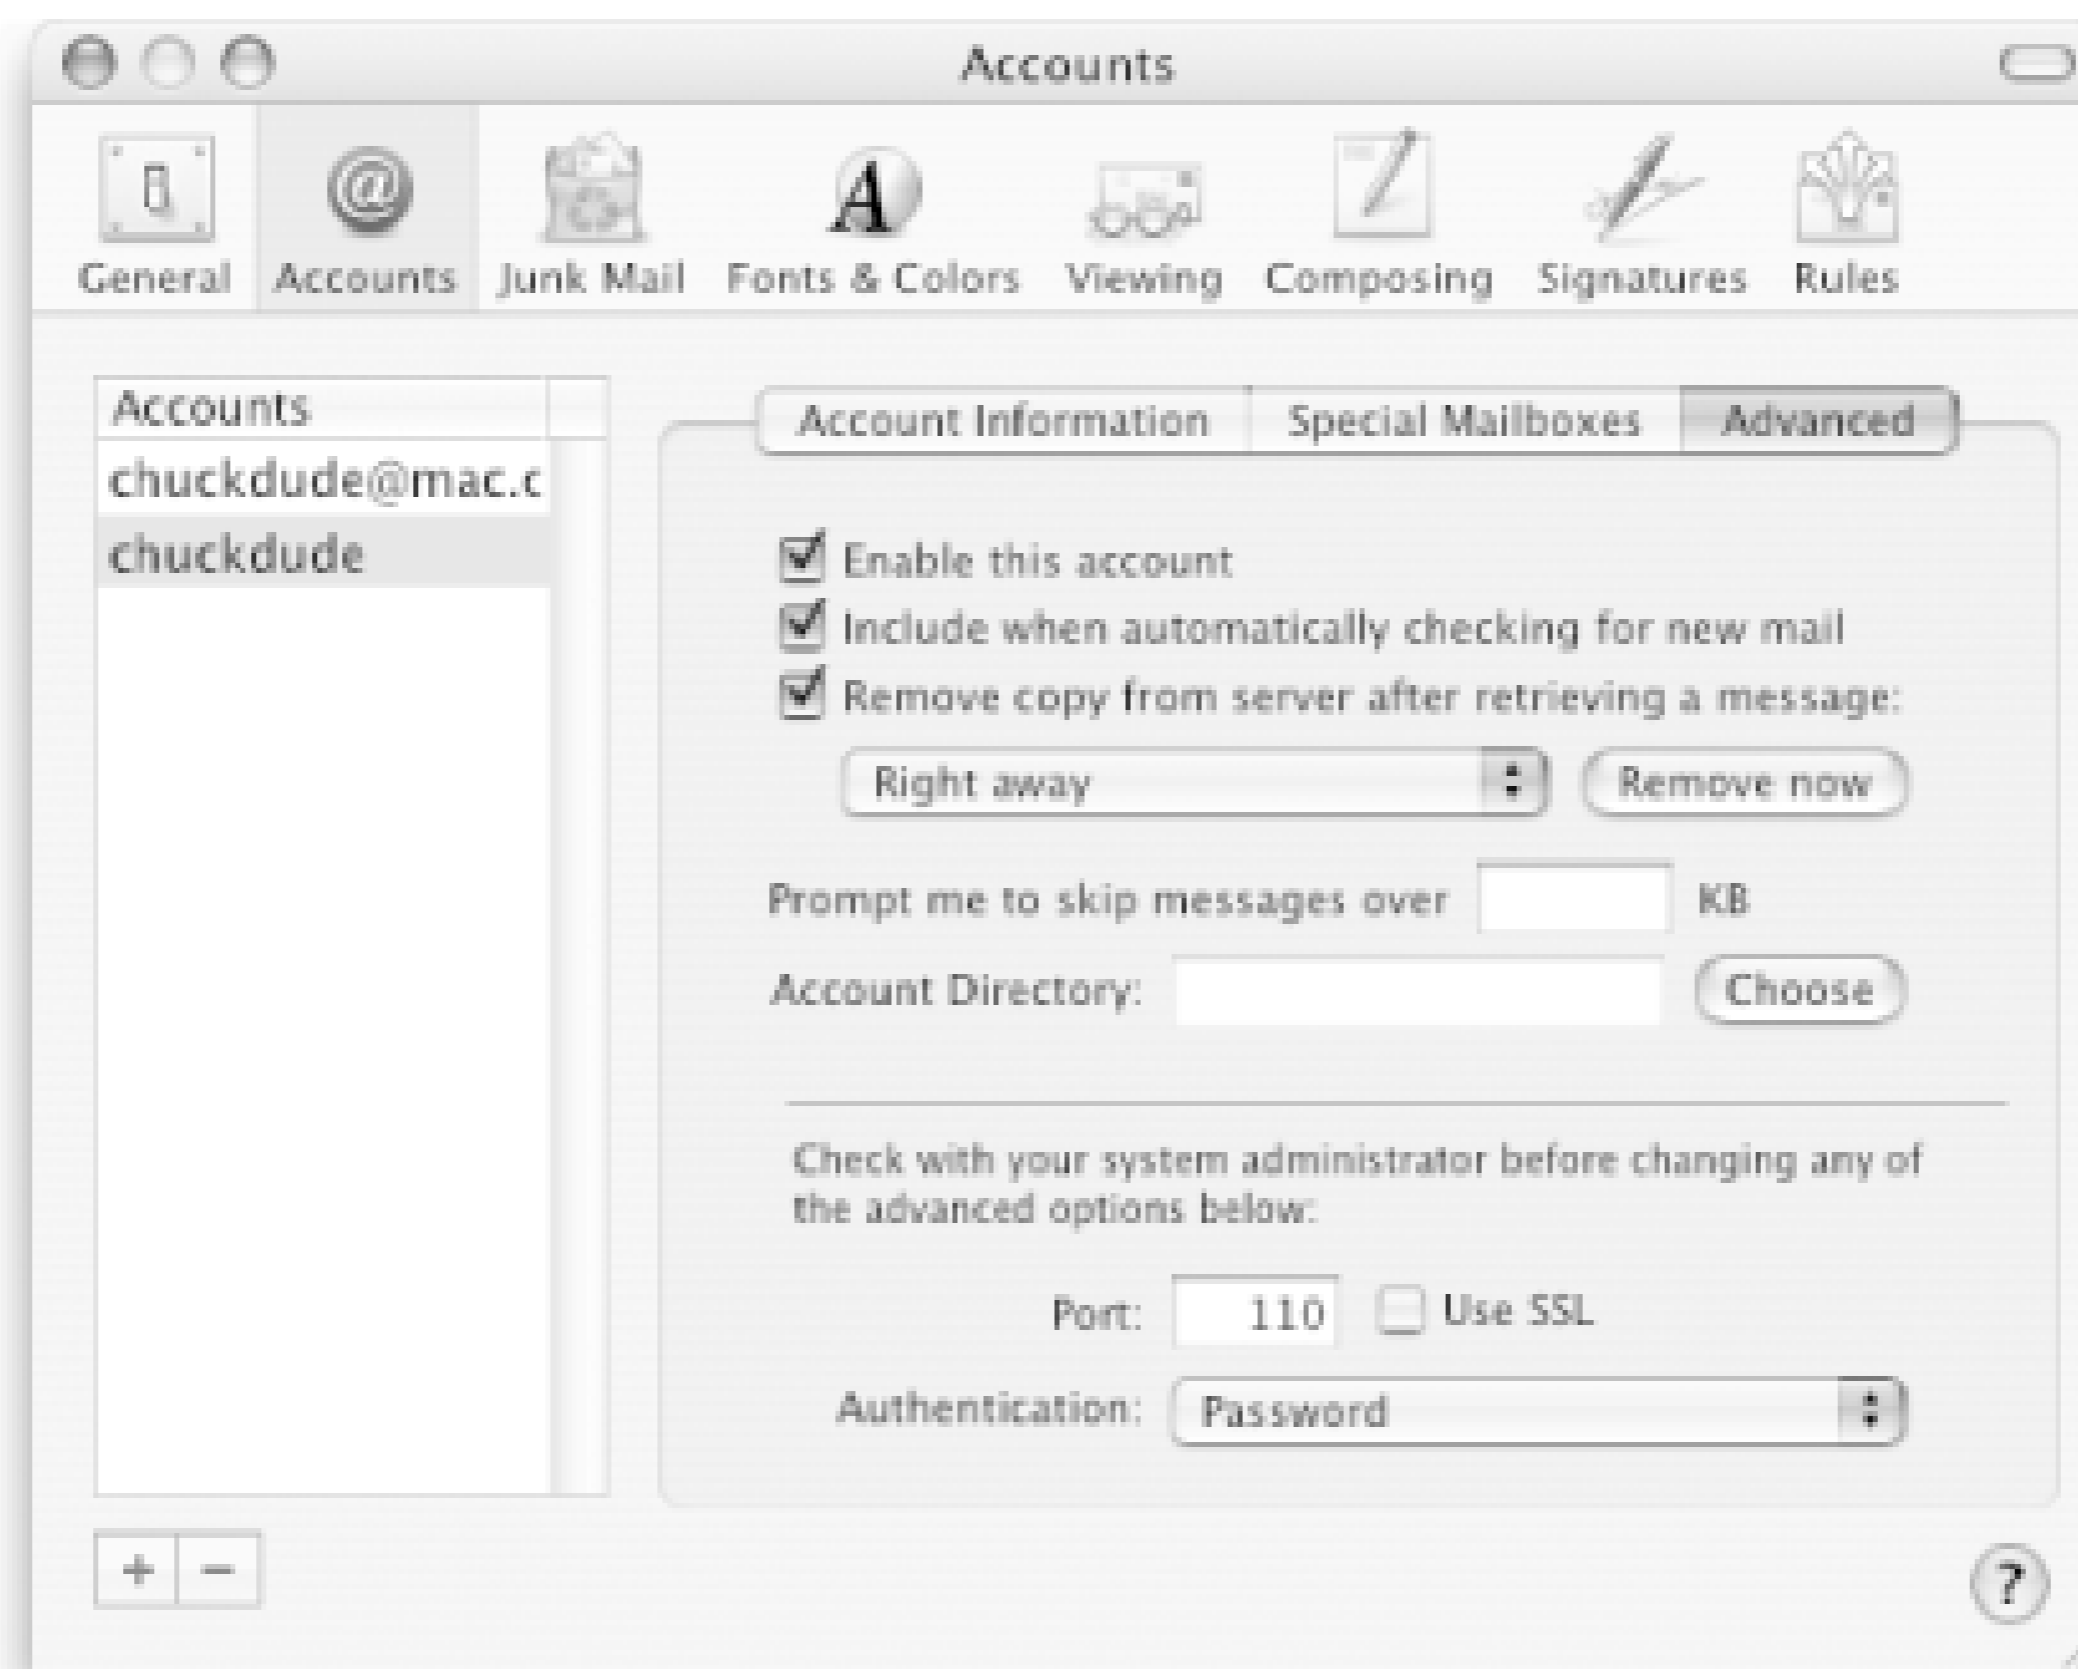 Accounts
General Accounts Junk Mail Fonts & Colors Viewing Composing Signatures Rules
Accounts
chuckdude@mac.c
chuckdude
Account Information Special Mailboxes Advanced
Enable this account
Include when automatically checking for new mail
Remove copy from server after retrieving a message:
Right away Remove now
Prompt me to skip messages over KB
Account Directory: Choose
Check with your system administrator before changing any of
the advanced options below:
Port: 110 Use SSL
Authentication: Password
+ − ?